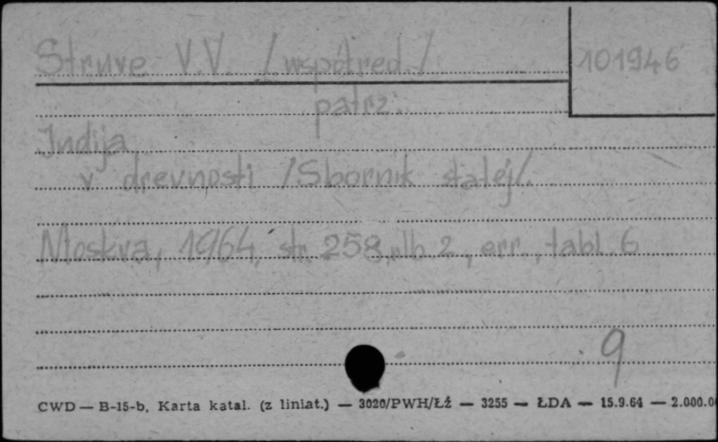 Struve V.V. /współred./ 101946
patrz:
Indija
v drevnosti /Sbornik statej/.
Moskva, 1964, str. 258, nlb. 2, err., tabl. 6
9
CWD — B-15-b. Karta katal. (z liniat.) — 3020/PWH/ŁŹ — 3255 — ŁDA — 15.9.64 — 2.000.0